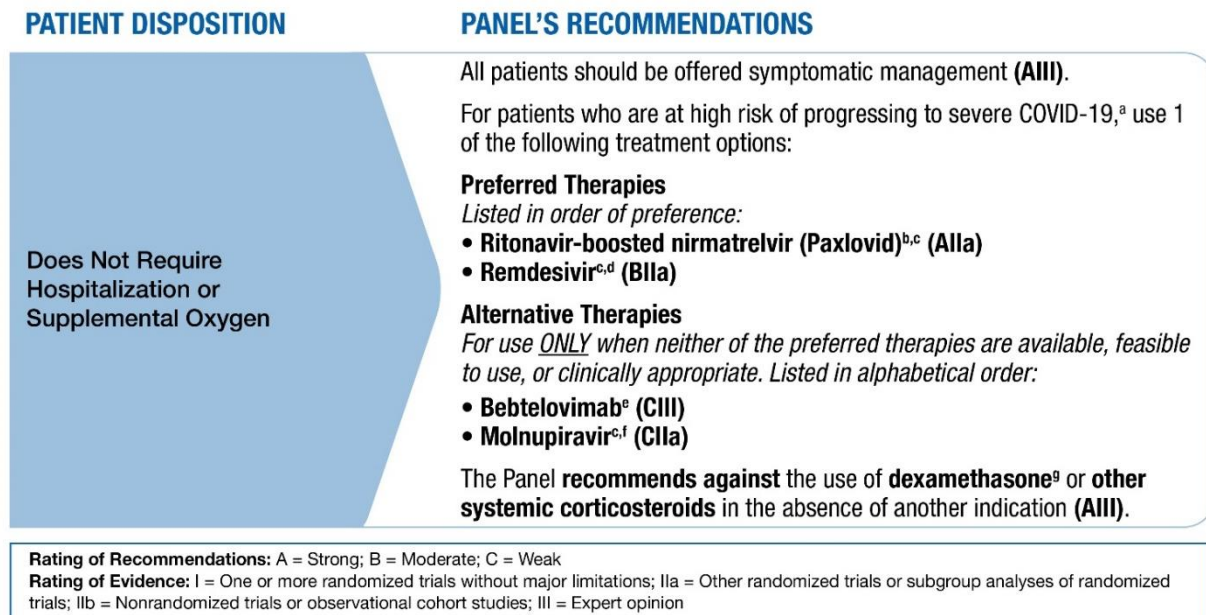 PATIENT DISPOSITION
PANEL'S RECOMMENDATIONS
Does Not Require
Hospitalization or
Supplemental Oxygen
All patients should be offered symptomatic management (AIII).
For patients who are at high risk of progressing to severe COVID-19,ᵃ use 1
of the following treatment options:
Preferred Therapies
Listed in order of preference:
• Ritonavir-boosted nirmatrelvir (Paxlovid)ᵇ,ᶜ (AIIa)
• Remdesivirᶜ,ᵈ (BIIa)
Alternative Therapies
For use ONLY when neither of the preferred therapies are available, feasible
to use, or clinically appropriate. Listed in alphabetical order:
• Bebtelovimabᵉ (CIII)
• Molnupiravirᶜ,ᶠ (CIIa)
The Panel recommends against the use of dexamethasoneᵍ or other
systemic corticosteroids in the absence of another indication (AIII).
Rating of Recommendations: A = Strong; B = Moderate; C = Weak
Rating of Evidence: I = One or more randomized trials without major limitations; IIa = Other randomized trials or subgroup analyses of randomized
trials; IIb = Nonrandomized trials or observational cohort studies; III = Expert opinion